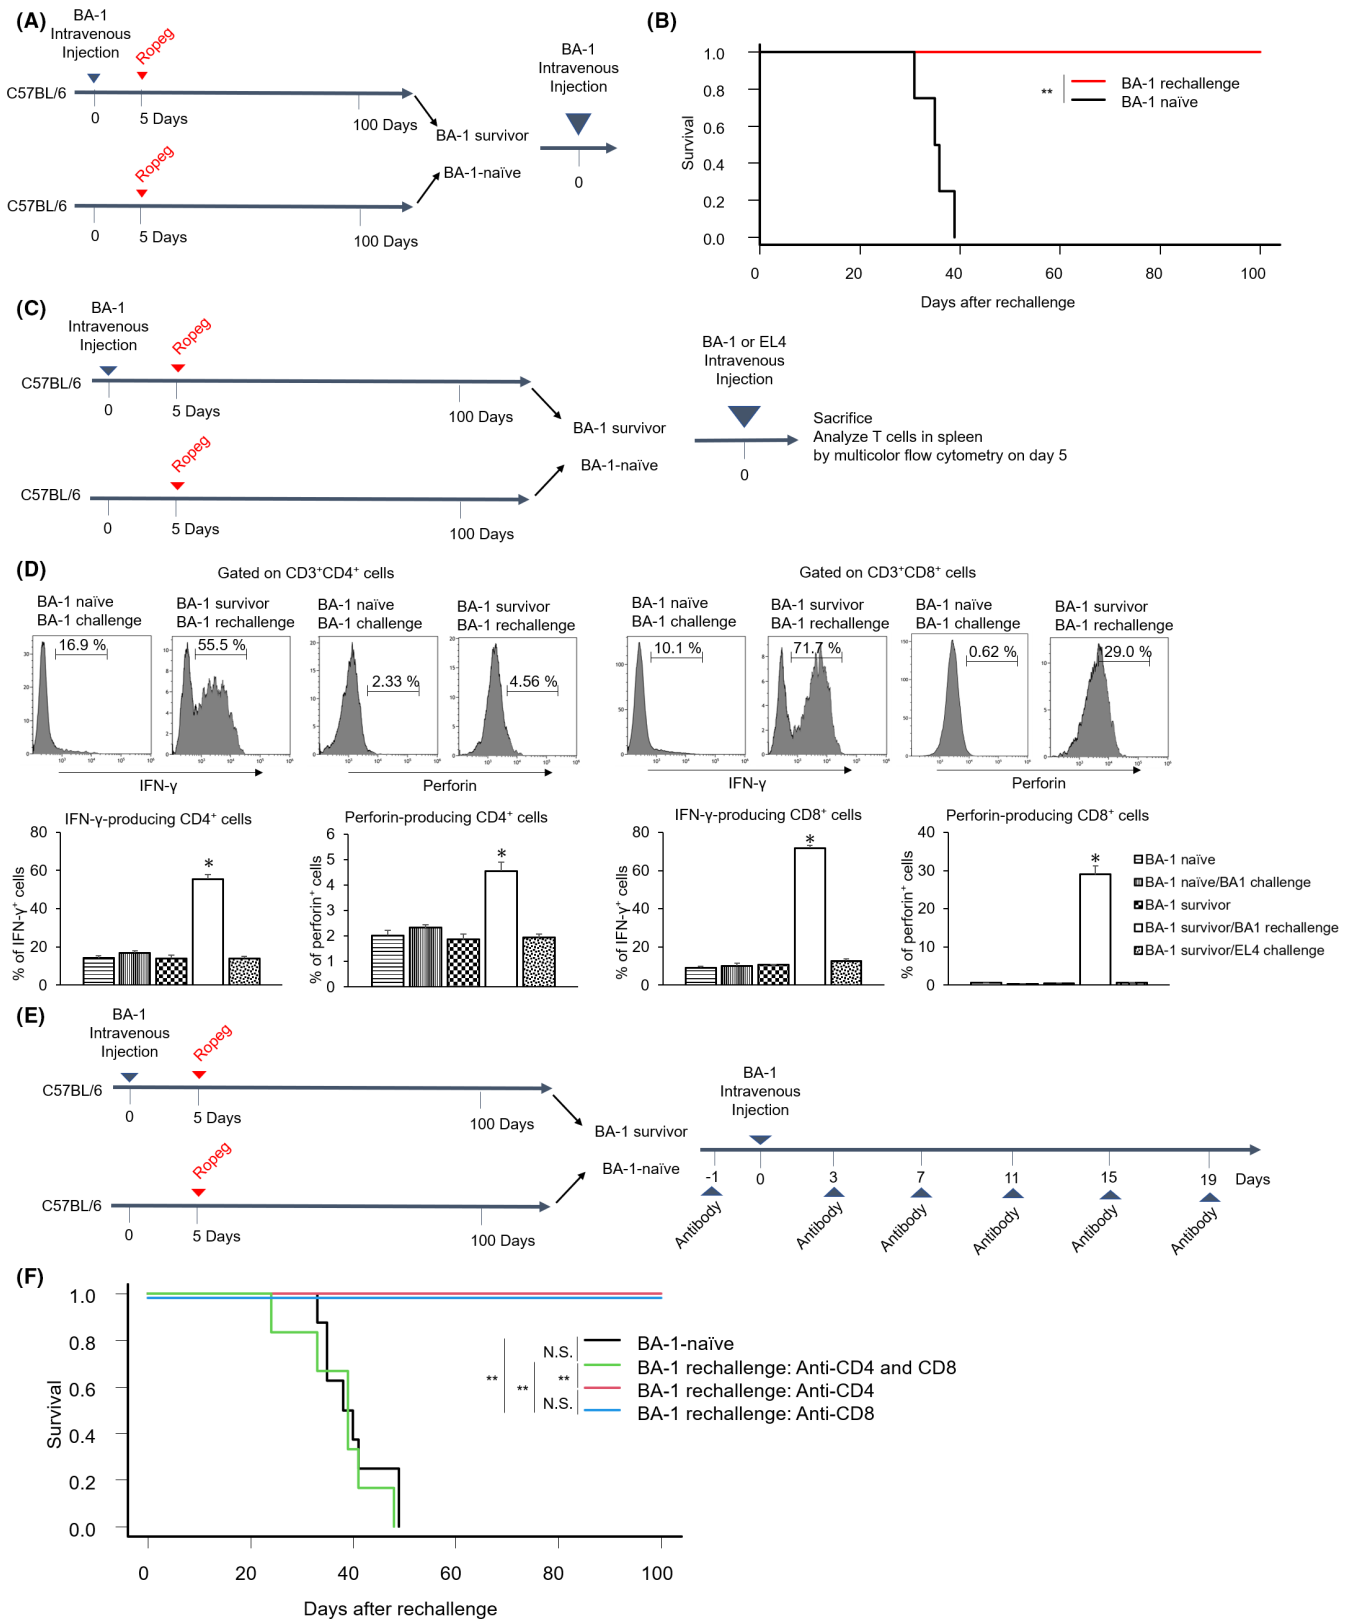 (A)
BA-1
Intravenous
Injection
Ropeg
C57BL/6
0
5 Days
100 Days
Ropeg
C57BL/6
0
5 Days
100 Days
BA-1 survivor
BA-1-naïve
BA-1
Intravenous
Injection
0
(B)
Survival
1.0
0.8
0.6
0.4
0.2
0.0
0 20 40 60 80 100
Days after rechallenge
**
BA-1 rechallenge
BA-1 naïve
(C)
BA-1
Intravenous
Injection
Ropeg
C57BL/6
0
5 Days
100 Days
Ropeg
C57BL/6
0
5 Days
100 Days
BA-1 survivor
BA-1-naïve
BA-1 or EL4
Intravenous
Injection
0
Sacrifice
Analyze T cells in spleen
by multicolor flow cytometry on day 5
(D)
Gated on CD3⁺CD4⁺ cells
BA-1 naïve
BA-1 challenge
16.9 %
BA-1 survivor
BA-1 rechallenge
55.5 %
IFN-γ
BA-1 naïve
BA-1 challenge
2.33 %
BA-1 survivor
BA-1 rechallenge
4.56 %
Perforin
Gated on CD3⁺CD8⁺ cells
BA-1 naïve
BA-1 challenge
10.1 %
BA-1 survivor
BA-1 rechallenge
71.7 %
IFN-γ
BA-1 naïve
BA-1 challenge
0.62 %
BA-1 survivor
BA-1 rechallenge
29.0 %
Perforin
IFN-γ-producing CD4⁺ cells
% of IFN-γ⁺ cells
80
60
40
20
0
*
Perforin-producing CD4⁺ cells
% of perforin⁺ cells
6
5
4
3
2
1
0
*
IFN-γ-producing CD8⁺ cells
% of IFN-γ⁺ cells
80
60
40
20
0
*
Perforin-producing CD8⁺ cells
% of perforin⁺ cells
40
30
20
10
0
*
BA-1 naïve
BA-1 naïve/BA1 challenge
BA-1 survivor
BA-1 survivor/BA1 rechallenge
BA-1 survivor/EL4 challenge
(E)
BA-1
Intravenous
Injection
Ropeg
C57BL/6
0
5 Days
100 Days
Ropeg
C57BL/6
0
5 Days
100 Days
BA-1 survivor
BA-1-naïve
BA-1
Intravenous
Injection
-1 0 3 7 11 15 19 Days
Antibody Antibody Antibody Antibody Antibody Antibody
(F)
Survival
1.0
0.8
0.6
0.4
0.2
0.0
0 20 40 60 80 100
Days after rechallenge
**
**
N.S.
**
N.S.
BA-1-naïve
BA-1 rechallenge: Anti-CD4 and CD8
BA-1 rechallenge: Anti-CD4
BA-1 rechallenge: Anti-CD8